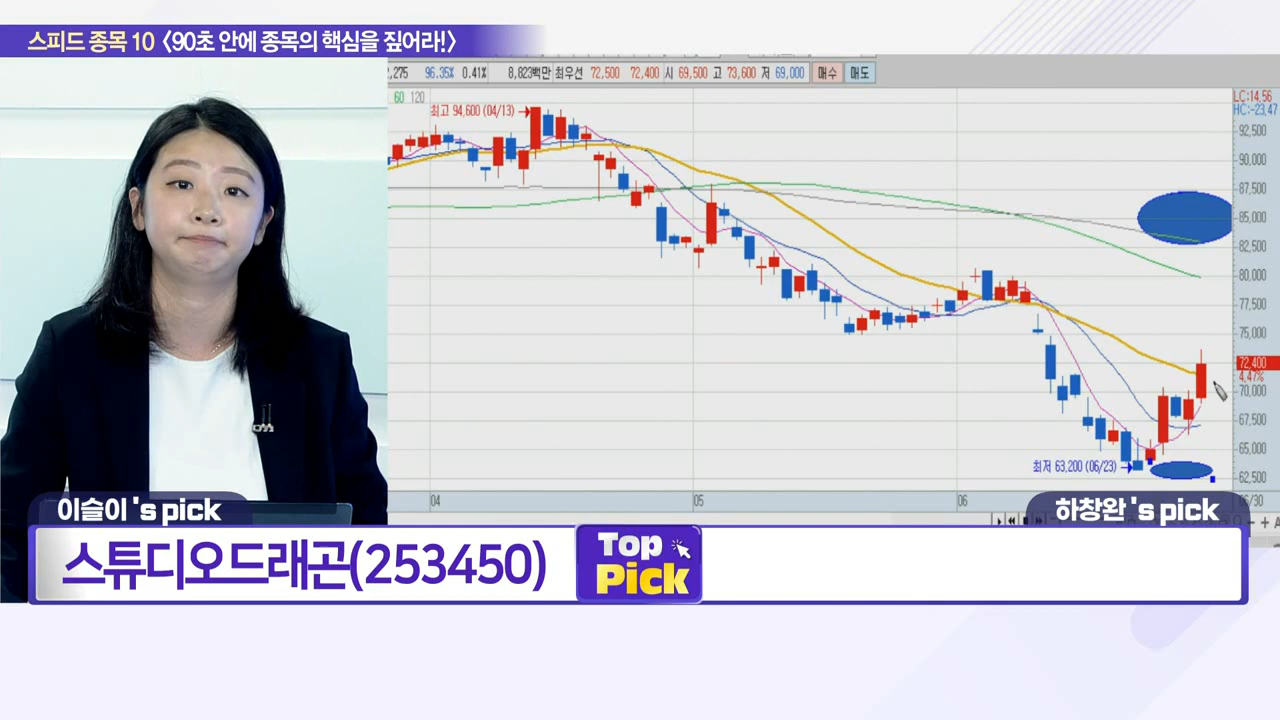 스피드 종목 10 〈90초 안에 종목의 핵심을 짚어라!〉
2,275 96.35% 0.41% 8,823백만 최우선 72,500 72,400 시 69,500 고 73,600 저 69,000 매수 매도
60 120
최고 94,600 (04/13)
LC:14.56
HC:-23.47
92,500
90,000
87,500
85,000
82,500
80,000
77,500
75,000
72,400
4.47%
70,000
67,500
65,000
62,500
최저 63,200 (06/23)
04 05 06 06/30
이슬이 's pick
하창완 's pick
스튜디오드래곤(253450)
Top
Pick